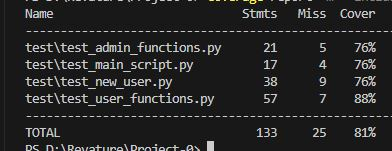 Name Stmts Miss Cover
test\test_admin_functions.py 21 5 76%
test\test_main_script.py 17 4 76%
test\test_new_user.py 38 9 76%
test\test_user_functions.py 57 7 88%
TOTAL 133 25 81%
PS D:\Revature\Project-0>